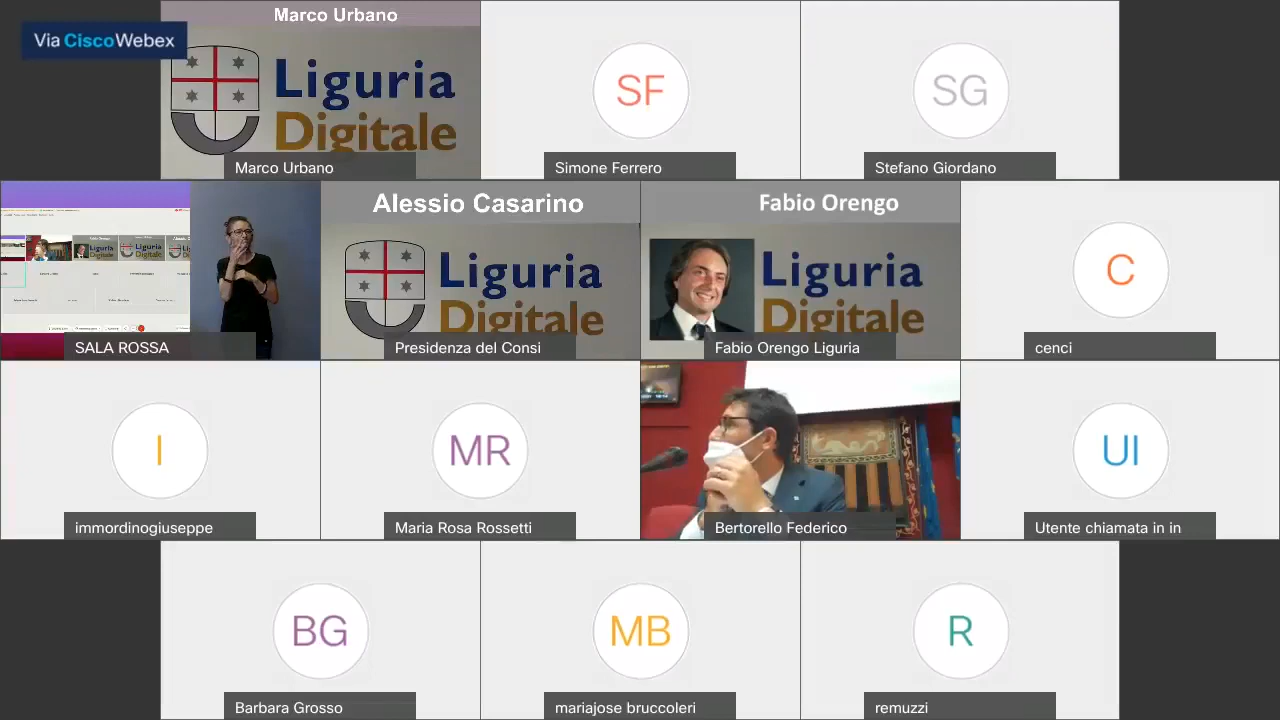 Via CiscoWebex
Marco Urbano
Liguria
Digitale
Marco Urbano
SF
Simone Ferrero
SG
Stefano Giordano
SALA ROSSA
Alessio Casarino
Liguria
Digitale
Presidenza del Consi
Fabio Orengo
Liguria
Digitale
Fabio Orengo Liguria
C
cenci
I
immordinogiuseppe
MR
Maria Rosa Rossetti
Bertorello Federico
UI
Utente chiamata in in
BG
Barbara Grosso
MB
mariajose bruccoleri
R
remuzzi